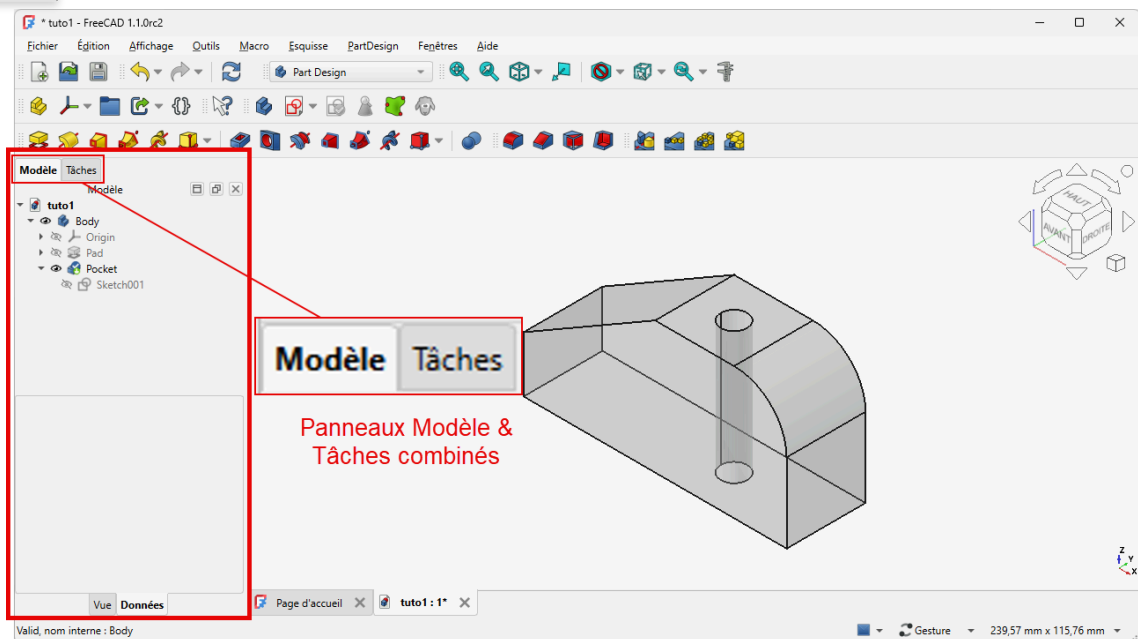 * tuto1 - FreeCAD 1.1.0rc2
Fichier Édition Affichage Outils Macro Esquisse PartDesign Fenêtres Aide
Part Design
Modèle Tâches
Modèle
tuto1
Body
Origin
Pad
Pocket
Sketch001
HAUT
AVANT
DROITE
Modèle Tâches
Panneaux Modèle &
Tâches combinés
Z
Y
X
Vue Données
Page d'accueil
tuto1 : 1*
Valid, nom interne : Body
Gesture
239,57 mm x 115,76 mm